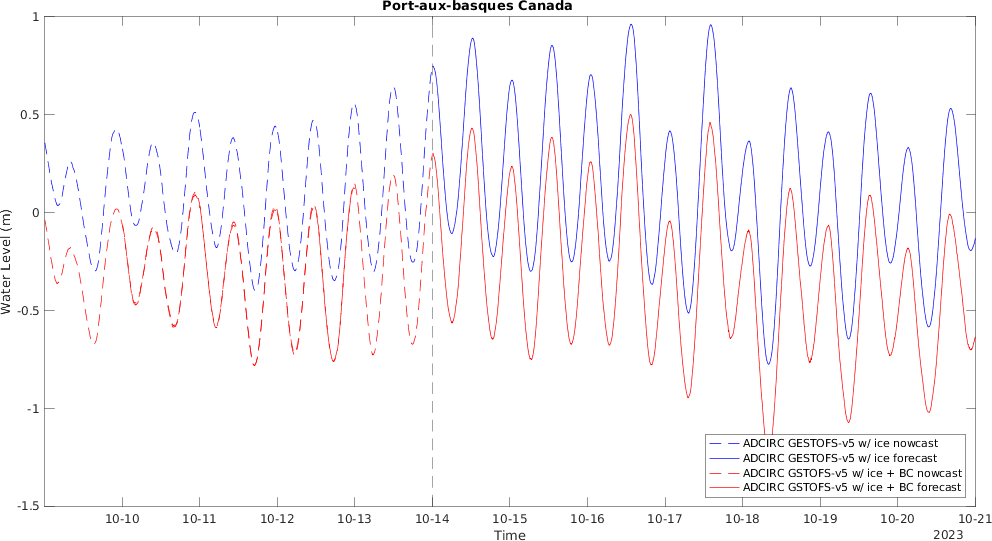 Port-aux-basques Canada
1
0.5
0
-0.5
-1
-1.5
Water Level (m)
10-10 10-11 10-12 10-13 10-14 10-15 10-16 10-17 10-18 10-19 10-20 10-21
Time
2023
ADCIRC GESTOFS-v5 w/ ice nowcast
ADCIRC GESTOFS-v5 w/ ice forecast
ADCIRC GSTOFS-v5 w/ ice + BC nowcast
ADCIRC GSTOFS-v5 w/ ice + BC forecast